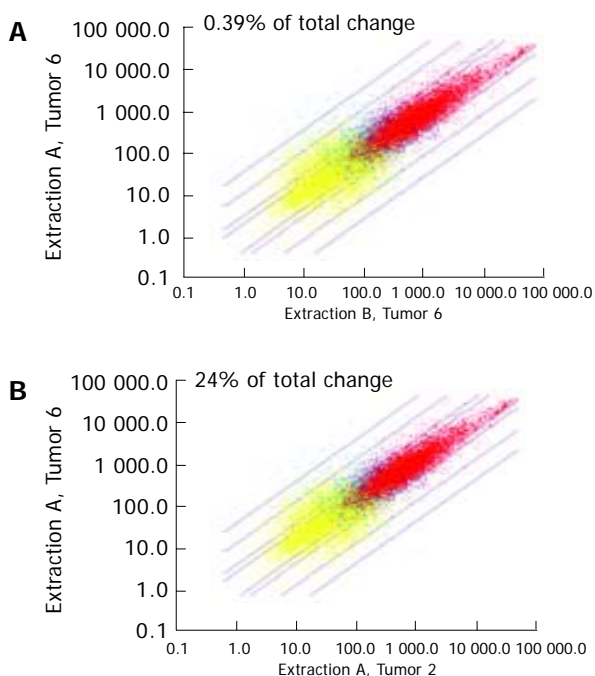 A
0.39% of total change
Extraction A, Tumor 6
100 000.0
10 000.0
1 000.0
100.0
10.0
1.0
0.1
0.1 1.0 10.0 100.0 1 000.0 10 000.0 100 000.0
Extraction B, Tumor 6
B
24% of total change
Extraction A, Tumor 6
100 000.0
10 000.0
1 000.0
100.0
10.0
1.0
0.1
0.1 1.0 10.0 100.0 1 000.0 10 000.0 100 000.0
Extraction A, Tumor 2